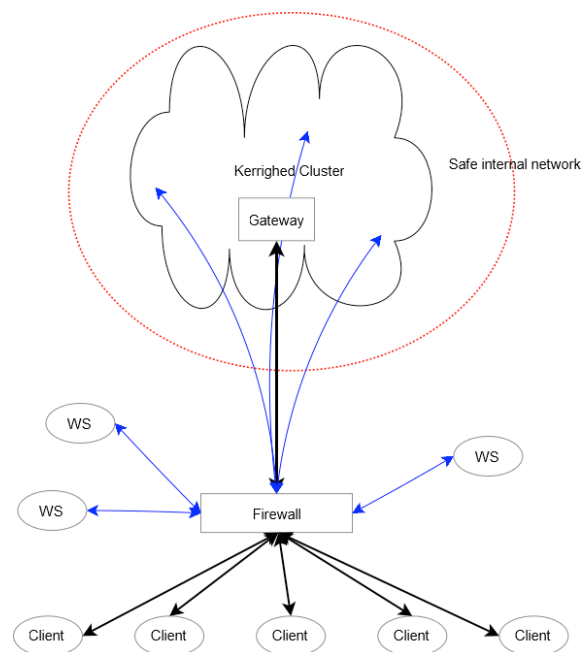 Safe internal network
Kerrighed Cluster
Gateway
WS
WS
WS
Firewall
Client
Client
Client
Client
Client